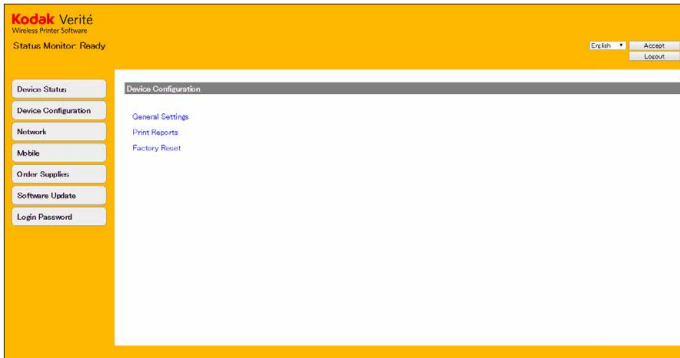 Kodak Verité
Wireless Printer Software
Status Monitor: Ready
English
Accept
Logout
Device Status
Device Configuration
Network
Mobile
Order Supplies
Software Update
Login Password
Device Configuration
General Settings
Print Reports
Factory Reset